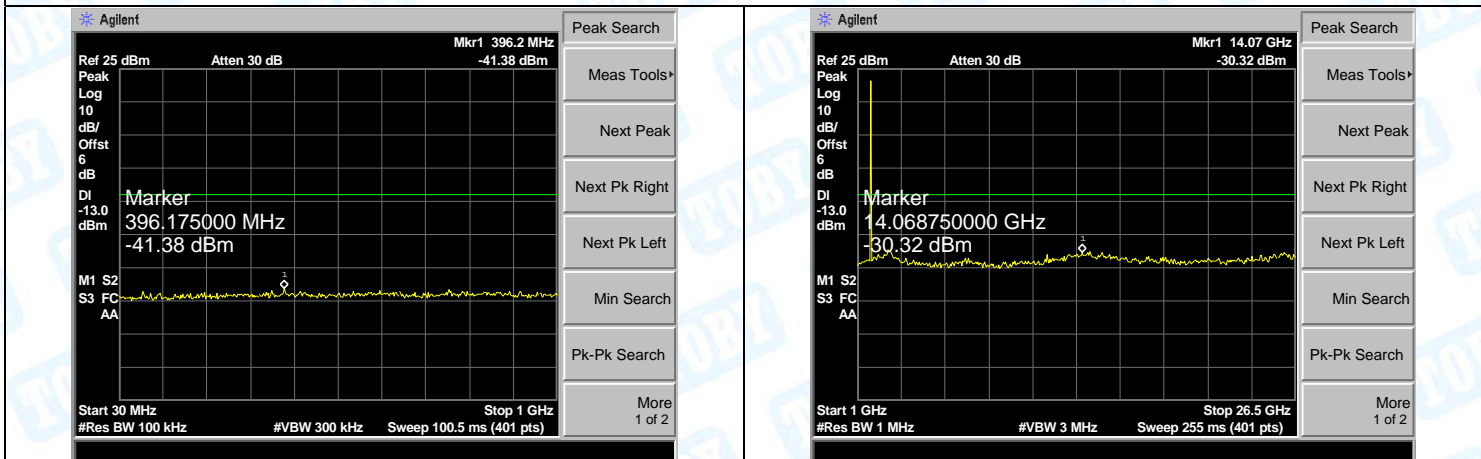 Agilent
Peak Search
Mkr1 396.2 MHz
Ref 25 dBm Atten 30 dB -41.38 dBm
Peak
Log
10
dB/
Offst
6
dB
DI
-13.0
dBm
Marker
396.175000 MHz
-41.38 dBm
1
M1 S2
S3 FC
AA
Start 30 MHz Stop 1 GHz
#Res BW 100 kHz #VBW 300 kHz Sweep 100.5 ms (401 pts)
Meas Tools
Next Peak
Next Pk Right
Next Pk Left
Min Search
Pk-Pk Search
More
1 of 2
Agilent
Peak Search
Mkr1 14.07 GHz
Ref 25 dBm Atten 30 dB -30.32 dBm
Peak
Log
10
dB/
Offst
6
dB
DI
-13.0
dBm
Marker
14.068750000 GHz
-30.32 dBm
1
M1 S2
S3 FC
AA
Start 1 GHz Stop 26.5 GHz
#Res BW 1 MHz #VBW 3 MHz Sweep 255 ms (401 pts)
Meas Tools
Next Peak
Next Pk Right
Next Pk Left
Min Search
Pk-Pk Search
More
1 of 2
TOBY